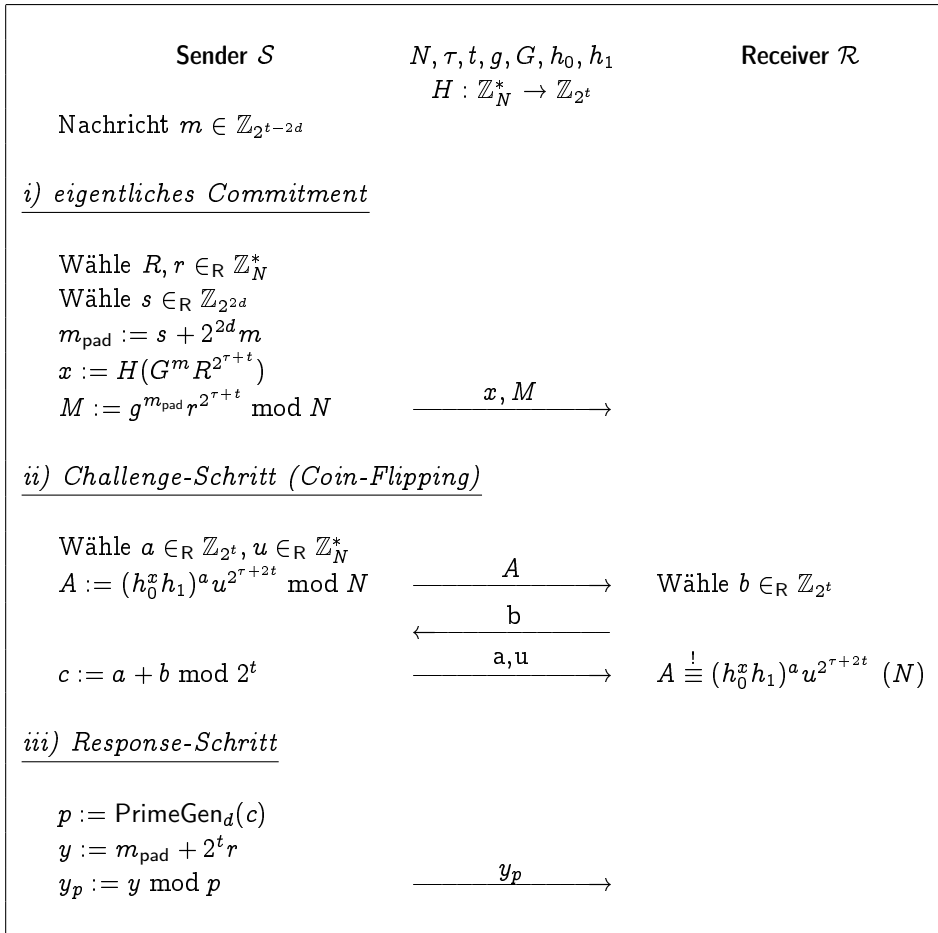 Sender 𝒮 N, τ, t, g, G, h₀, h₁ Receiver ℛ
H : ℤ*_N → ℤ_{2^t}
Nachricht m ∈ ℤ_{2^{t−2d}}
i) eigentliches Commitment
Wähle R, r ∈_R ℤ*_N
Wähle s ∈_R ℤ_{2^{2d}}
m_pad := s + 2^{2d}m
x := H(G^m R^{2^{τ+t}})
M := g^{m_pad} r^{2^{τ+t}} mod N x, M
ii) Challenge-Schritt (Coin-Flipping)
Wähle a ∈_R ℤ_{2^t}, u ∈_R ℤ*_N
A := (h₀^x h₁)^a u^{2^{τ+2t}} mod N A Wähle b ∈_R ℤ_{2^t}
b
c := a + b mod 2^t a,u A ≡^! (h₀^x h₁)^a u^{2^{τ+2t}} (N)
iii) Response-Schritt
p := PrimeGen_d(c)
y := m_pad + 2^t r
y_p := y mod p y_p